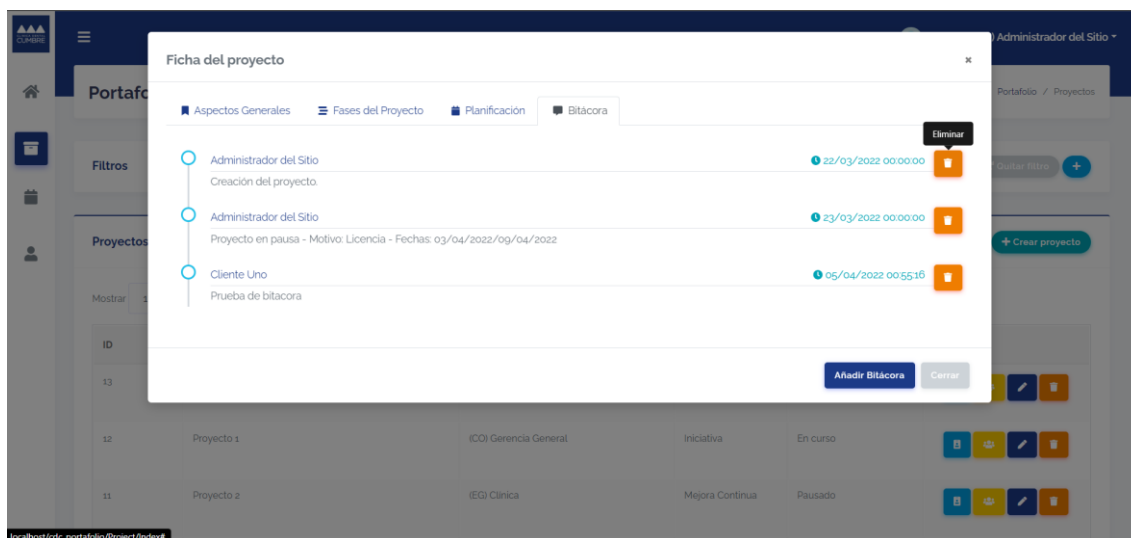 CUMBRE
Administrador del Sitio
Ficha del proyecto
×
Portafo
Portafolio / Proyectos
Aspectos Generales
Fases del Proyecto
Planificación
Bitácora
Eliminar
Filtros
Quitar filtro
+
Administrador del Sitio
22/03/2022 00:00:00
Creación del proyecto.
Administrador del Sitio
23/03/2022 00:00:00
Proyecto en pausa - Motivo: Licencia - Fechas: 03/04/2022/09/04/2022
Proyectos
+ Crear proyecto
Cliente Uno
05/04/2022 00:55:16
Prueba de bitacora
Mostrar 1
ID
Añadir Bitácora
Cerrar
13
12 Proyecto 1 (CO) Gerencia General Iniciativa En curso
11 Proyecto 2 (EG) Clínica Mejora Continua Pausado
localhost/cdc_portafolio/Project/Index#